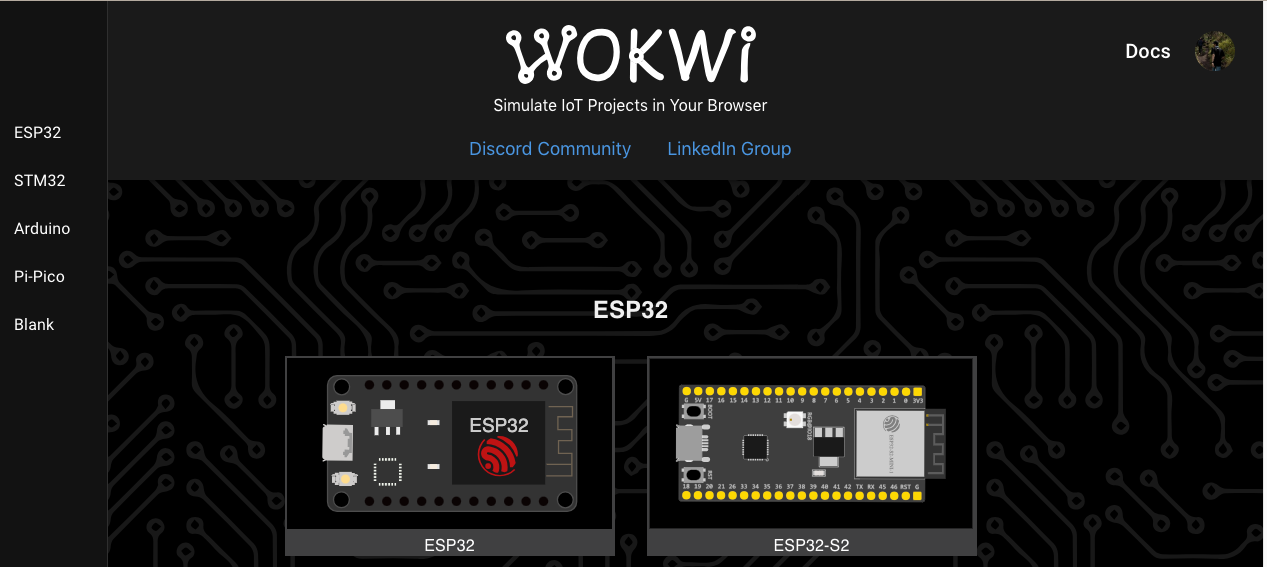 WOKWi
Docs
Simulate IoT Projects in Your Browser
Discord Community LinkedIn Group
ESP32
STM32
Arduino
Pi-Pico
Blank
ESP32
ESP32
ESP32
G 5V 17 16 15 14 13 12 11 10 9 8 7 6 5 4 3 2 1 0 3V3
BOOT
RST
18 19 20 21 26 33 34 35 36 37 38 39 40 41 42 TX RX 45 46 RST G
ESP32-S2